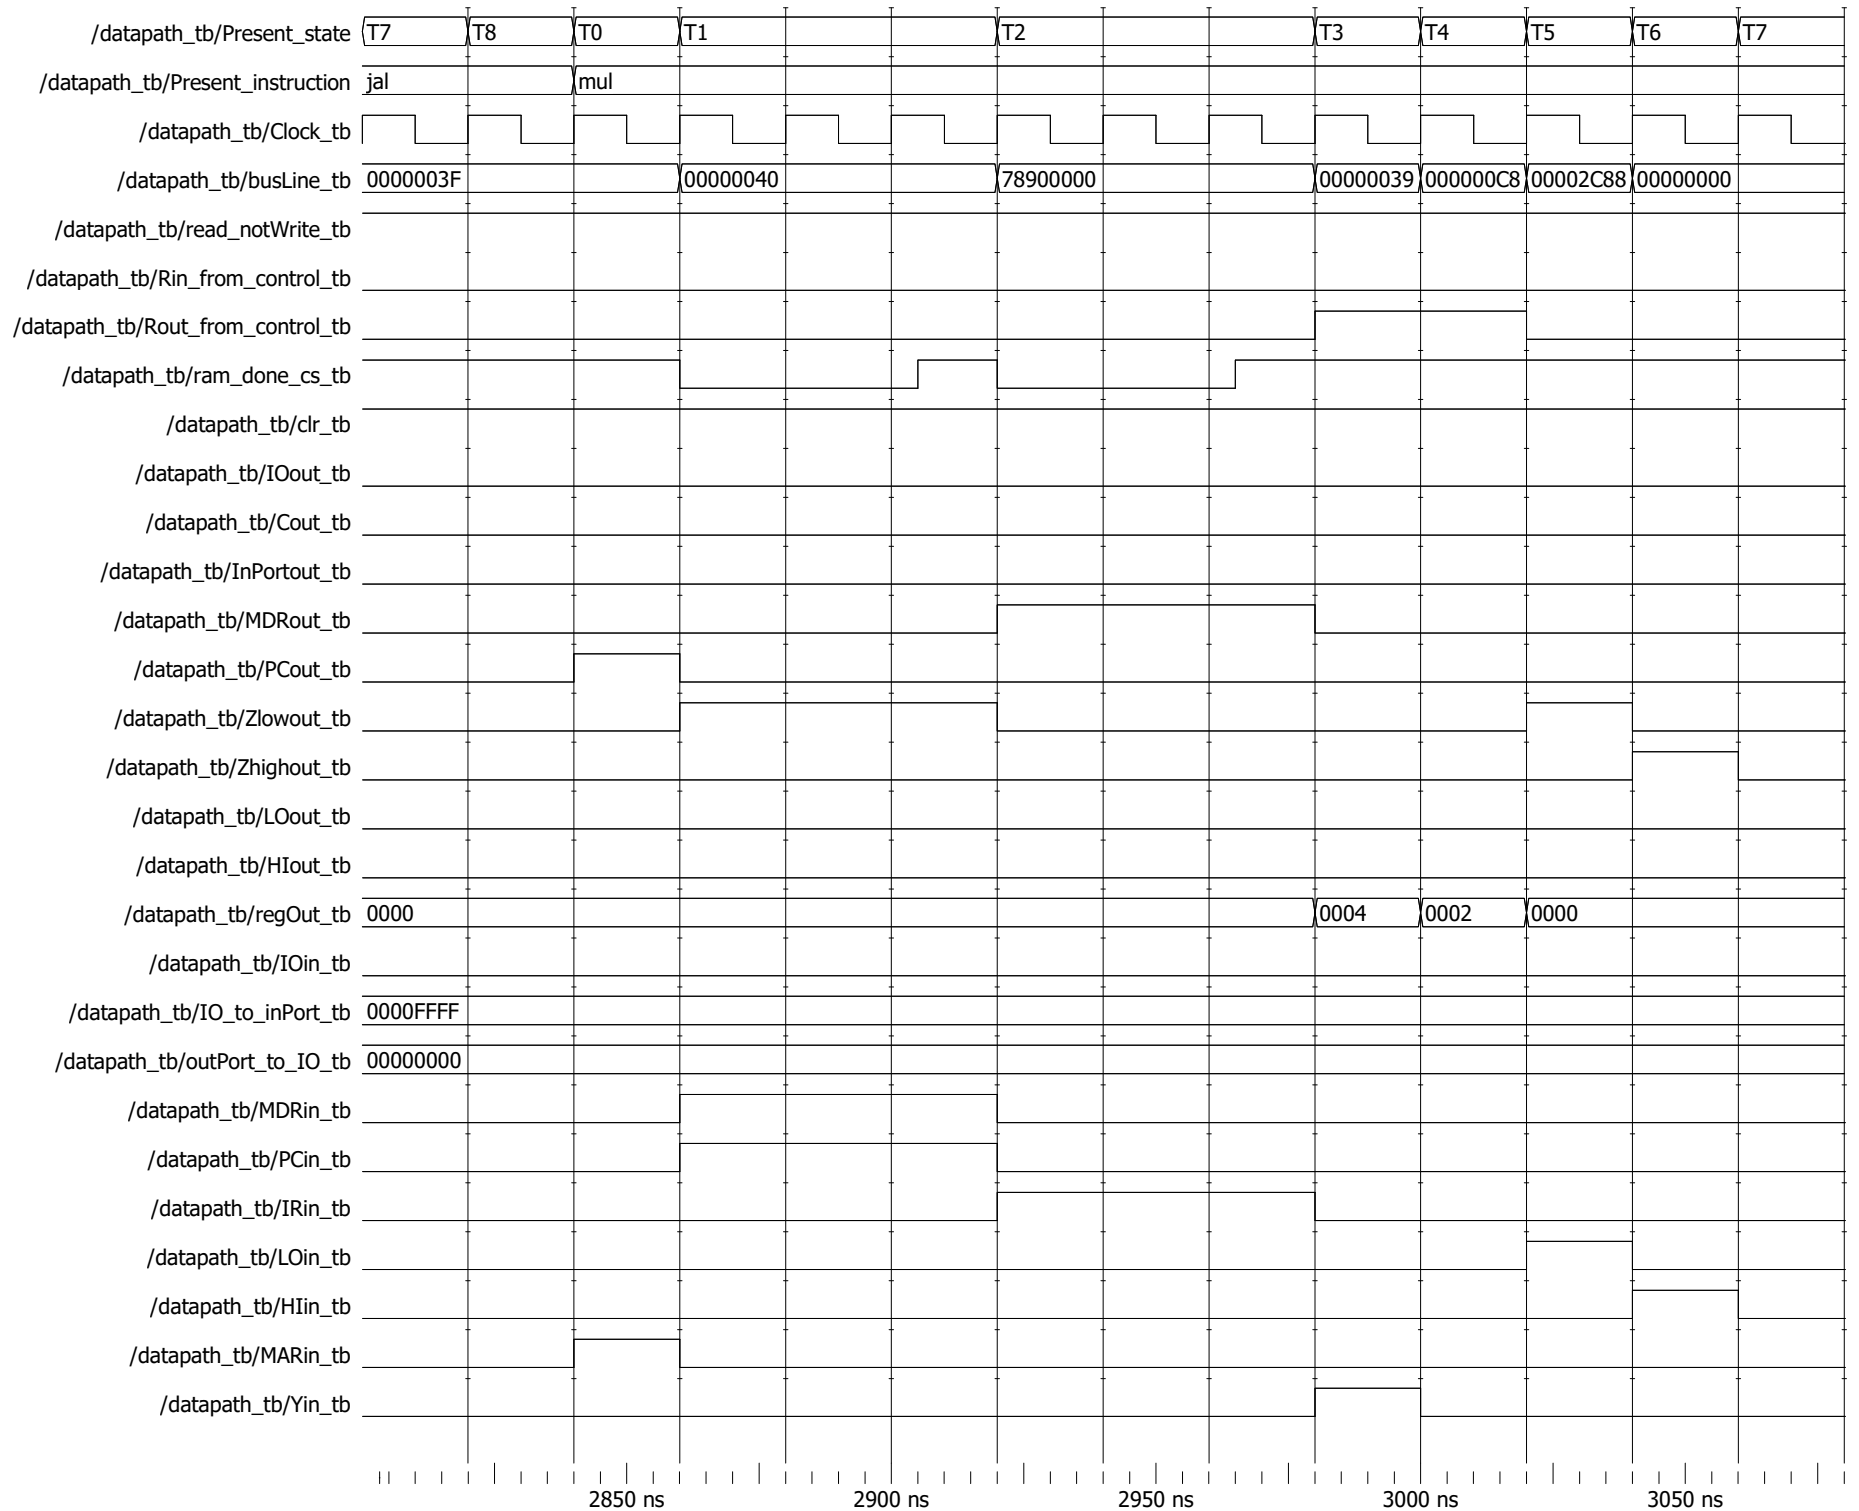 /datapath_tb/Present_state T7 T8 T0 T1 T2 T3 T4 T5 T6 T7
/datapath_tb/Present_instruction jal mul
/datapath_tb/Clock_tb
/datapath_tb/busLine_tb 0000003F 00000040 78900000 00000039 000000C8 00002C88 00000000
/datapath_tb/read_notWrite_tb
/datapath_tb/Rin_from_control_tb
/datapath_tb/Rout_from_control_tb
/datapath_tb/ram_done_cs_tb
/datapath_tb/clr_tb
/datapath_tb/IOout_tb
/datapath_tb/Cout_tb
/datapath_tb/InPortout_tb
/datapath_tb/MDRout_tb
/datapath_tb/PCout_tb
/datapath_tb/Zlowout_tb
/datapath_tb/Zhighout_tb
/datapath_tb/LOout_tb
/datapath_tb/HIout_tb
/datapath_tb/regOut_tb 0000 0004 0002 0000
/datapath_tb/IOin_tb
/datapath_tb/IO_to_inPort_tb 0000FFFF
/datapath_tb/outPort_to_IO_tb 00000000
/datapath_tb/MDRin_tb
/datapath_tb/PCin_tb
/datapath_tb/IRin_tb
/datapath_tb/LOin_tb
/datapath_tb/HIin_tb
/datapath_tb/MARin_tb
/datapath_tb/Yin_tb
2850 ns 2900 ns 2950 ns 3000 ns 3050 ns